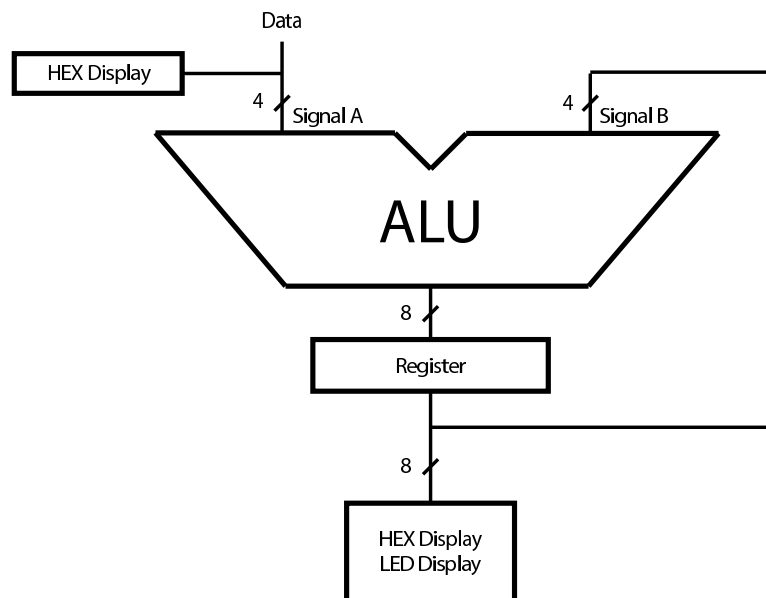 Data
HEX Display
4
Signal A
4
Signal B
ALU
8
Register
8
HEX Display
LED Display